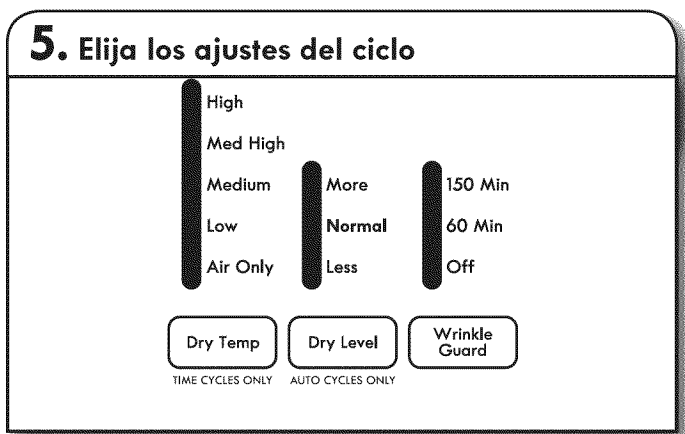 5. Elija los ajustes del ciclo
High
Med High
Medium
Low
Air Only
More
Normal
Less
150 Min
60 Min
Off
Dry Temp
TIME CYCLES ONLY
Dry Level
AUTO CYCLES ONLY
Wrinkle
Guard